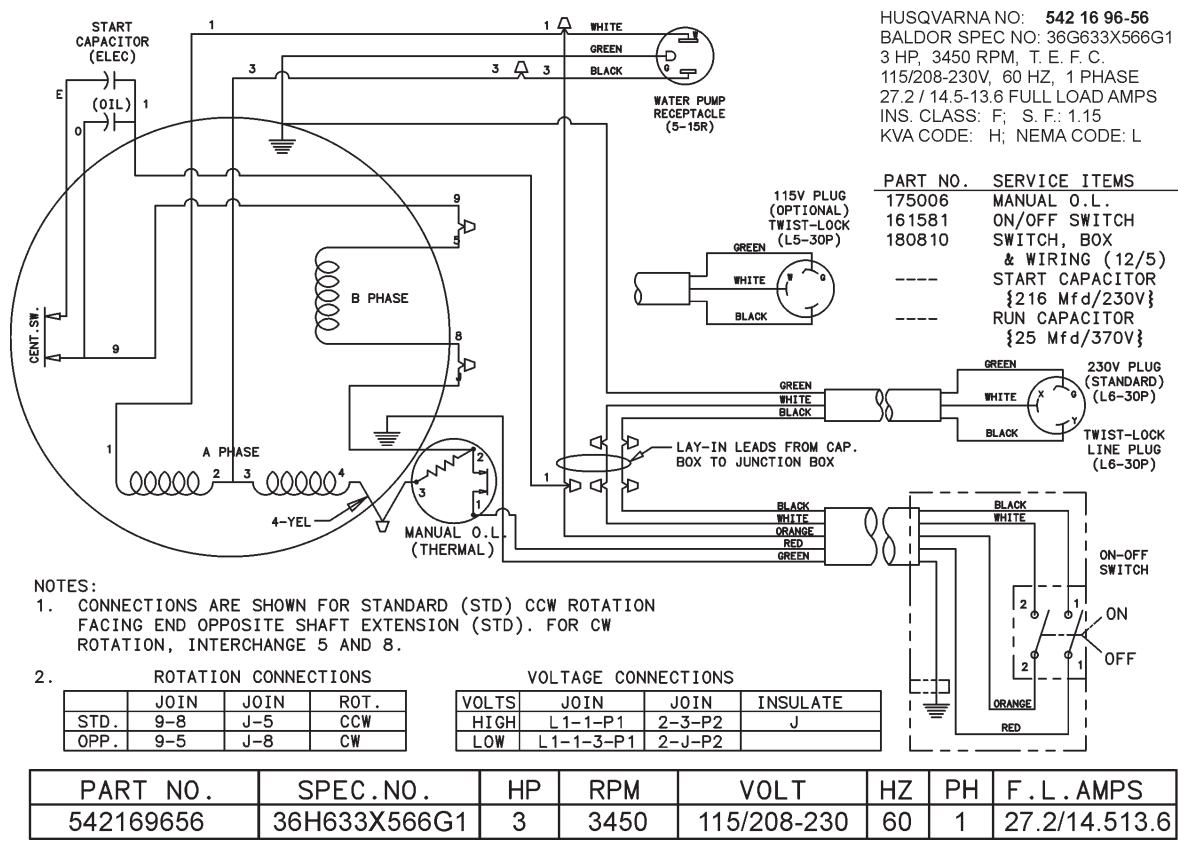 HUSQVARNA NO: 542 16 96-56
BALDOR SPEC NO: 36G633X566G1
3 HP, 3450 RPM, T. E. F. C.
115/208-230V, 60 HZ, 1 PHASE
27.2 / 14.5-13.6 FULL LOAD AMPS
INS. CLASS: F; S. F.: 1.15
KVA CODE: H; NEMA CODE: L
PART NO. SERVICE ITEMS
175006 MANUAL O.L.
161581 ON/OFF SWITCH
180810 SWITCH, BOX
& WIRING (12/5)
---- START CAPACITOR
{216 Mfd/230V}
---- RUN CAPACITOR
{25 Mfd/370V}
START
CAPACITOR
(ELEC)
(OIL)
E
O
1
1
1
WHITE
GREEN
3
3
3
BLACK
W
G
WATER PUMP
RECEPTACLE
(5-15R)
115V PLUG
(OPTIONAL)
TWIST-LOCK
(L5-30P)
GREEN
WHITE
BLACK
W
G
9
5
B PHASE
8
J
CENT.SW.
9
GREEN
WHITE
BLACK
GREEN
WHITE
BLACK
X
G
Y
230V PLUG
(STANDARD)
(L6-30P)
TWIST-LOCK
LINE PLUG
(L6-30P)
LAY-IN LEADS FROM CAP.
BOX TO JUNCTION BOX
1
A PHASE
1
2
3
4
4-YEL
2
3
1
MANUAL O.L.
(THERMAL)
BLACK
WHITE
ORANGE
RED
GREEN
BLACK
WHITE
ON-OFF
SWITCH
2
1
ON
OFF
2
1
ORANGE
RED
NOTES:
1. CONNECTIONS ARE SHOWN FOR STANDARD (STD) CCW ROTATION
FACING END OPPOSITE SHAFT EXTENSION (STD). FOR CW
ROTATION, INTERCHANGE 5 AND 8.
2. ROTATION CONNECTIONS
JOIN JOIN ROT.
STD. 9-8 J-5 CCW
OPP. 9-5 J-8 CW
VOLTAGE CONNECTIONS
VOLTS JOIN JOIN INSULATE
HIGH L1-1-P1 2-3-P2 J
LOW L1-1-3-P1 2-J-P2
PART NO. SPEC.NO. HP RPM VOLT HZ PH F.L.AMPS
542169656 36H633X566G1 3 3450 115/208-230 60 1 27.2/14.513.6